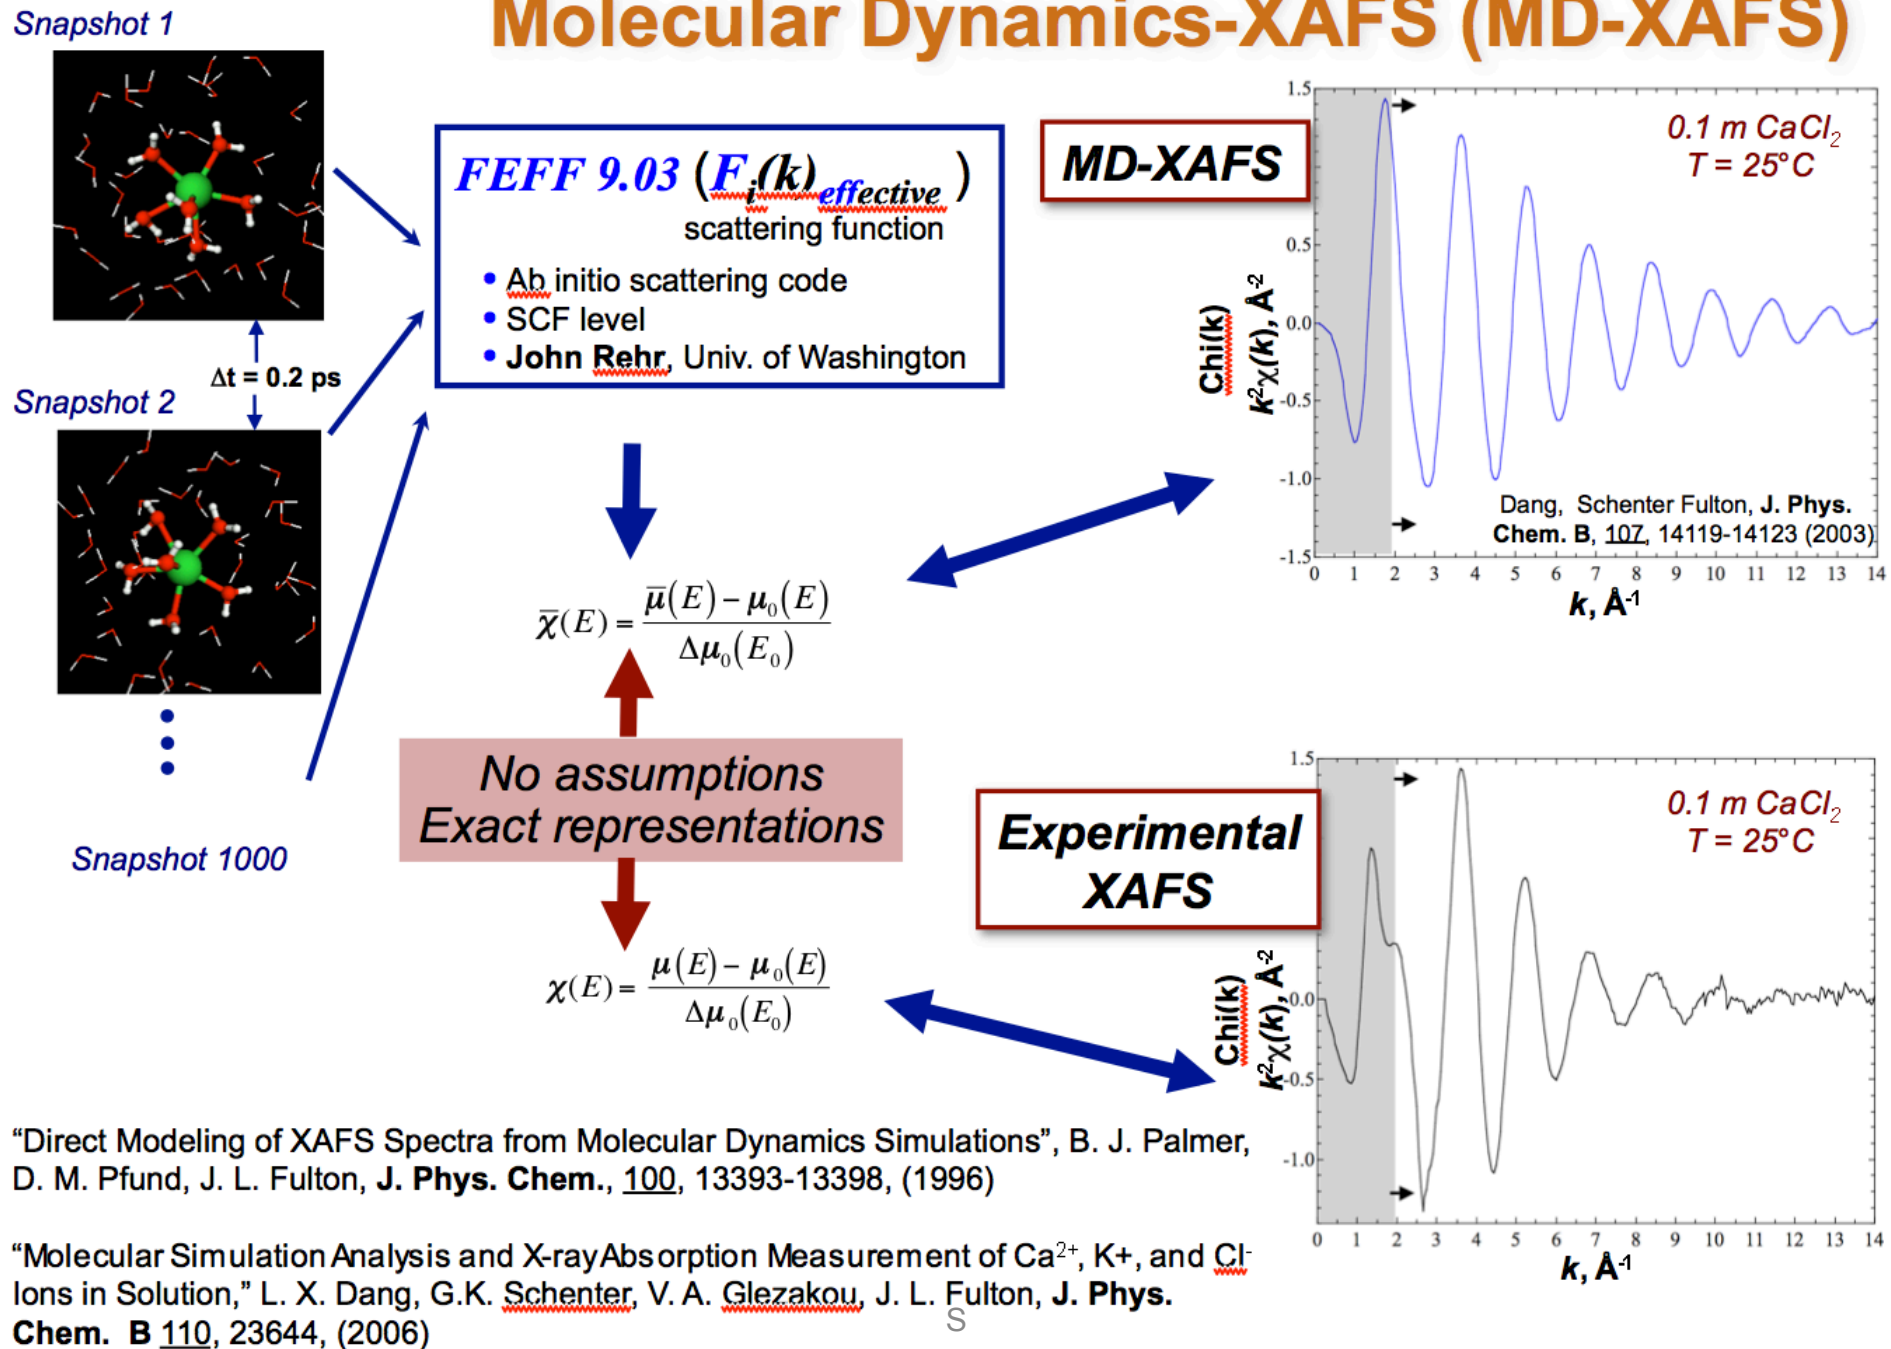 Molecular Dynamics-XAFS (MD-XAFS)
Snapshot 1
Δt = 0.2 ps
Snapshot 2
Snapshot 1000
FEFF 9.03 (Fi(k)effective )
scattering function
• Ab initio scattering code
• SCF level
• John Rehr, Univ. of Washington
χ̅(E) = (μ̅(E) − μ₀(E)) / Δμ₀(E₀)
No assumptions
Exact representations
χ(E) = (μ(E) − μ₀(E)) / Δμ₀(E₀)
MD-XAFS
0.1 m CaCl₂
T = 25°C
Chi(k)
k²χ(k), Å⁻²
1.5
0.5
0.0
-0.5
-1.0
-1.5
Dang, Schenter Fulton, J. Phys.
Chem. B, 107, 14119-14123 (2003)
0 1 2 3 4 5 6 7 8 9 10 11 12 13 14
k, Å⁻¹
Experimental
XAFS
0.1 m CaCl₂
T = 25°C
Chi(k)
k²χ(k), Å⁻²
1.5
0.0
-0.5
-1.0
0 1 2 3 4 5 6 7 8 9 10 11 12 13 14
k, Å⁻¹
“Direct Modeling of XAFS Spectra from Molecular Dynamics Simulations”, B. J. Palmer,
D. M. Pfund, J. L. Fulton, J. Phys. Chem., 100, 13393-13398, (1996)
“Molecular Simulation Analysis and X-ray Absorption Measurement of Ca²⁺, K+, and Cl⁻
Ions in Solution,” L. X. Dang, G.K. Schenter, V. A. Glezakou, J. L. Fulton, J. Phys.
Chem. B 110, 23644, (2006)
S